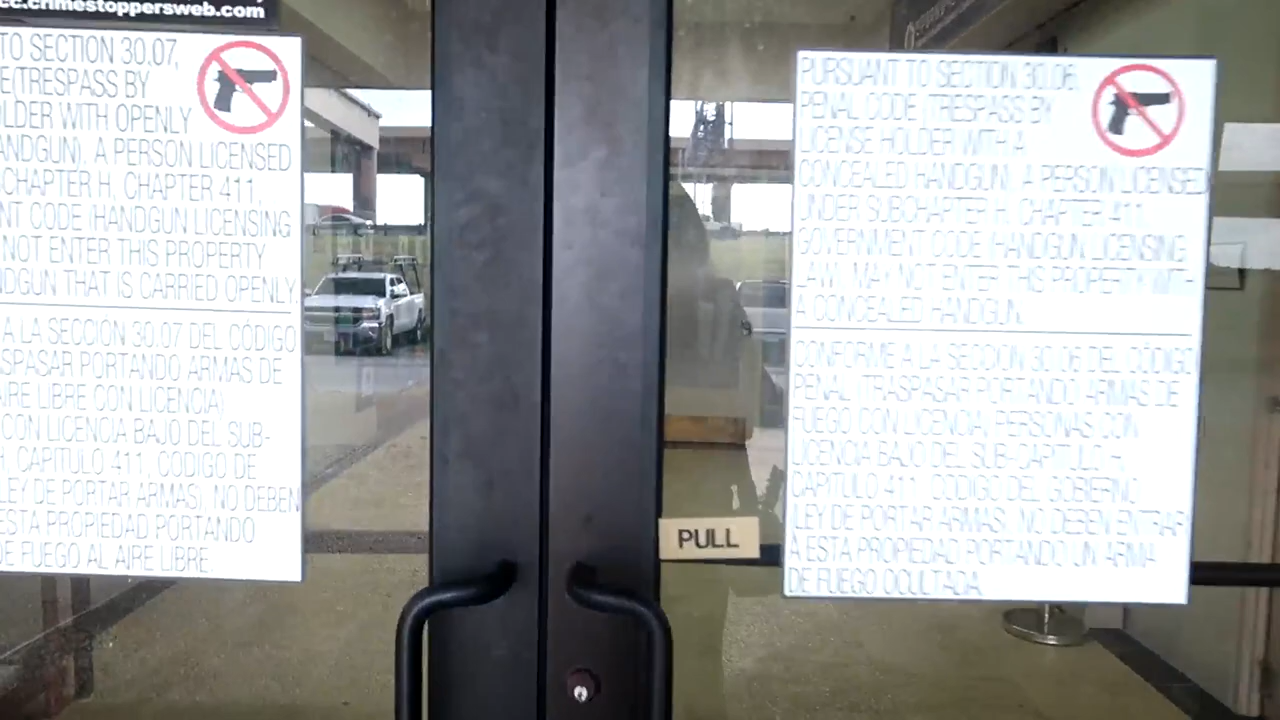 cc.crimestoppersweb.com
TO SECTION 30.07,
E(TRESPASS BY
OLDER WITH OPENLY
ANDGUN), A PERSON LICENSED
CHAPTER H, CHAPTER 411,
NT CODE (HANDGUN LICENSING
NOT ENTER THIS PROPERTY
NDGUN THAT IS CARRIED OPENLY.
A LA SECCION 30.07 DEL CÓDIGO
ASPASAR PORTANDO ARMAS DE
AIRE LIBRE CON LICENCIA)
CON LICENCIA BAJO DEL SUB-
H, CAPITULO 411, CODIGO DE
LEY DE PORTAR ARMAS), NO DEBEN
ESTA PROPIEDAD PORTANDO
DE FUEGO AL AIRE LIBRE.
PULL
PURSUANT TO SECTION 30.06,
PENAL CODE (TRESPASS BY
LICENSE HOLDER WITH A
CONCEALED HANDGUN), A PERSON LICENSED
UNDER SUBCHAPTER H, CHAPTER 411,
GOVERNMENT CODE (HANDGUN LICENSING
LAW), MAY NOT ENTER THIS PROPERTY WITH
A CONCEALED HANDGUN.
CONFORME A LA SECCION 30.06 DEL CÓDIGO
PENAL (TRASPASAR PORTANDO ARMAS DE
FUEGO CON LICENCIA) PERSONAS CON
LICENCIA BAJO DEL SUB-CAPITULO H,
CAPITULO 411, CODIGO DEL GOBIERNO
LEY DE PORTAR ARMAS), NO DEBEN ENTRAR
A ESTA PROPIEDAD PORTANDO UN ARMA
DE FUEGO OCULTADA.